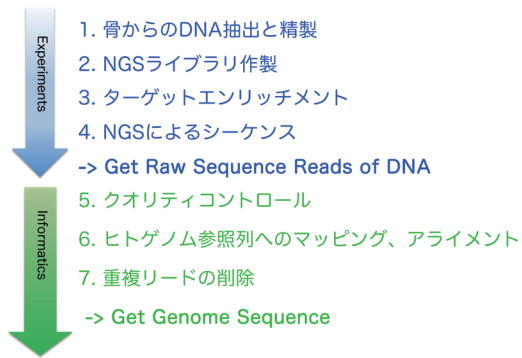 Experiments
1. 骨からのDNA抽出と精製
2. NGSライブラリ作製
3. ターゲットエンリッチメント
4. NGSによるシーケンス
-> Get Raw Sequence Reads of DNA
Informatics
5. クオリティコントロール
6. ヒトゲノム参照列へのマッピング、アライメント
7. 重複リードの削除
-> Get Genome Sequence